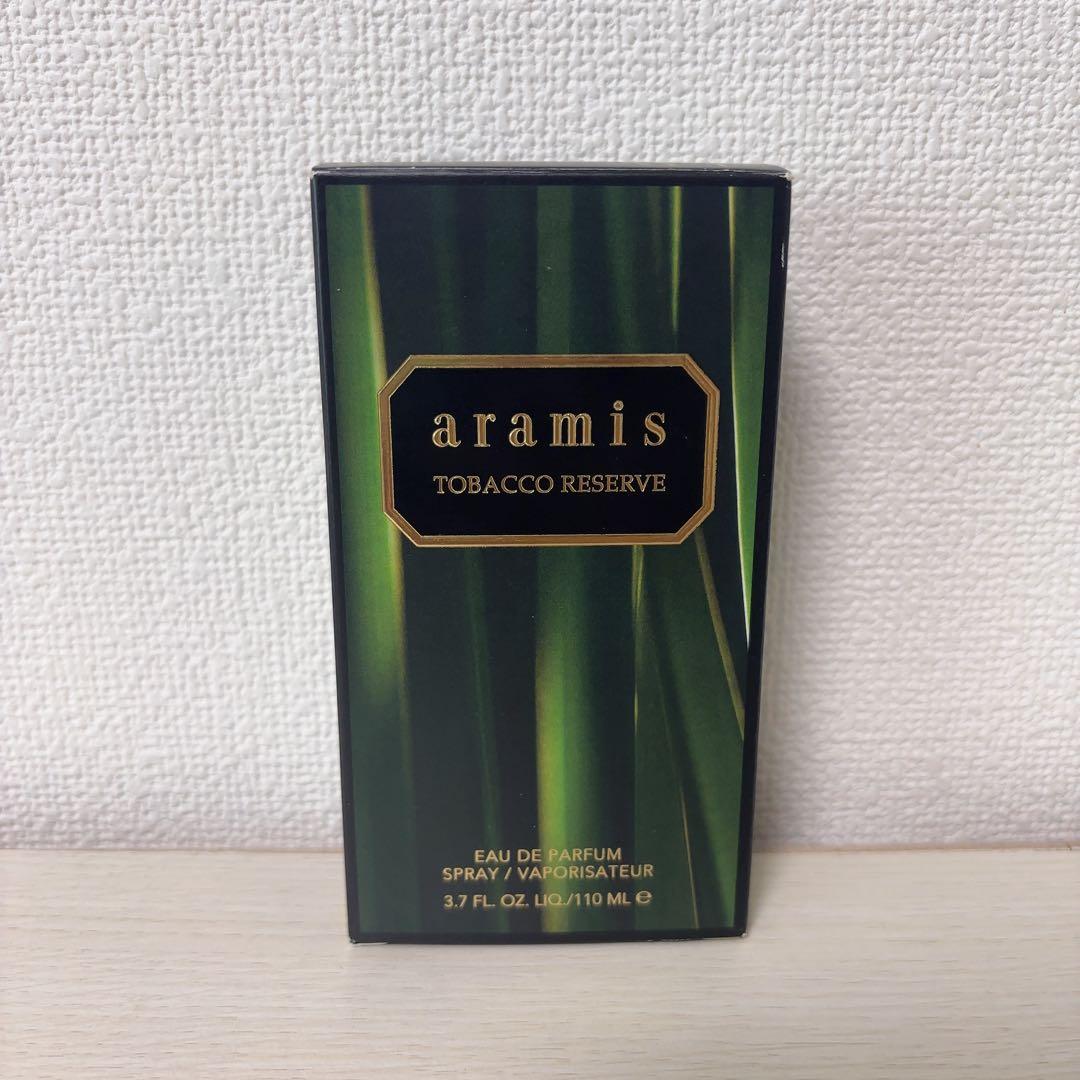 aramis
TOBACCO RESERVE
EAU DE PARFUM
SPRAY / VAPORISATEUR
3.7 FL. OZ. LIQ./110 ML ℮